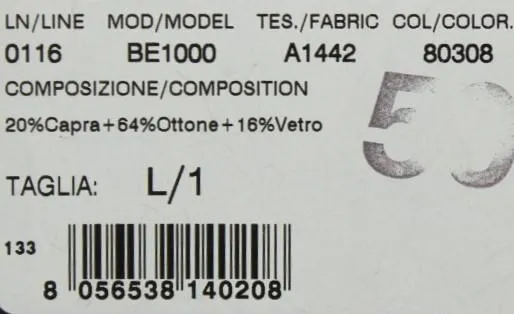 LN/LINE MOD/MODEL TES./FABRIC COL/COLOR.
0116 BE1000 A1442 80308
COMPOSIZIONE/COMPOSITION
20%Capra+64%Ottone+16%Vetro
50
TAGLIA: L/1
133
8 056538 140208